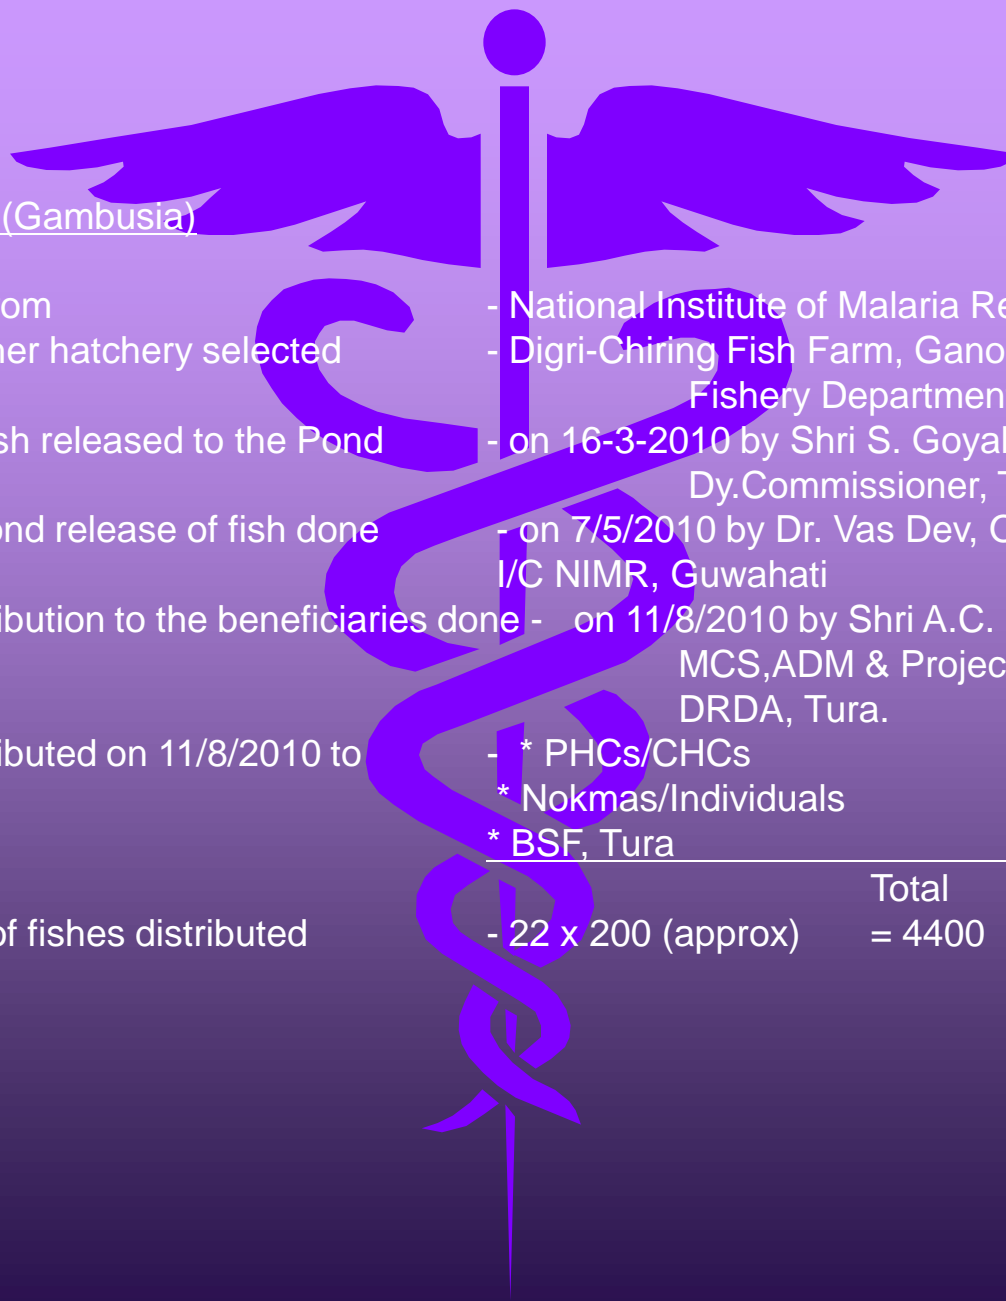 (Gambusia)
om - National Institute of Malaria Re
her hatchery selected - Digri-Chiring Fish Farm, Gano
Fishery Departmen
sh released to the Pond - on 16-3-2010 by Shri S. Goyal
Dy.Commissioner, T
ond release of fish done - on 7/5/2010 by Dr. Vas Dev, O
I/C NIMR, Guwahati
ibution to the beneficiaries done - on 11/8/2010 by Shri A.C.
MCS,ADM & Projec
DRDA, Tura.
ibuted on 11/8/2010 to - * PHCs/CHCs
* Nokmas/Individuals
* BSF, Tura
Total
of fishes distributed - 22 x 200 (approx) = 4400